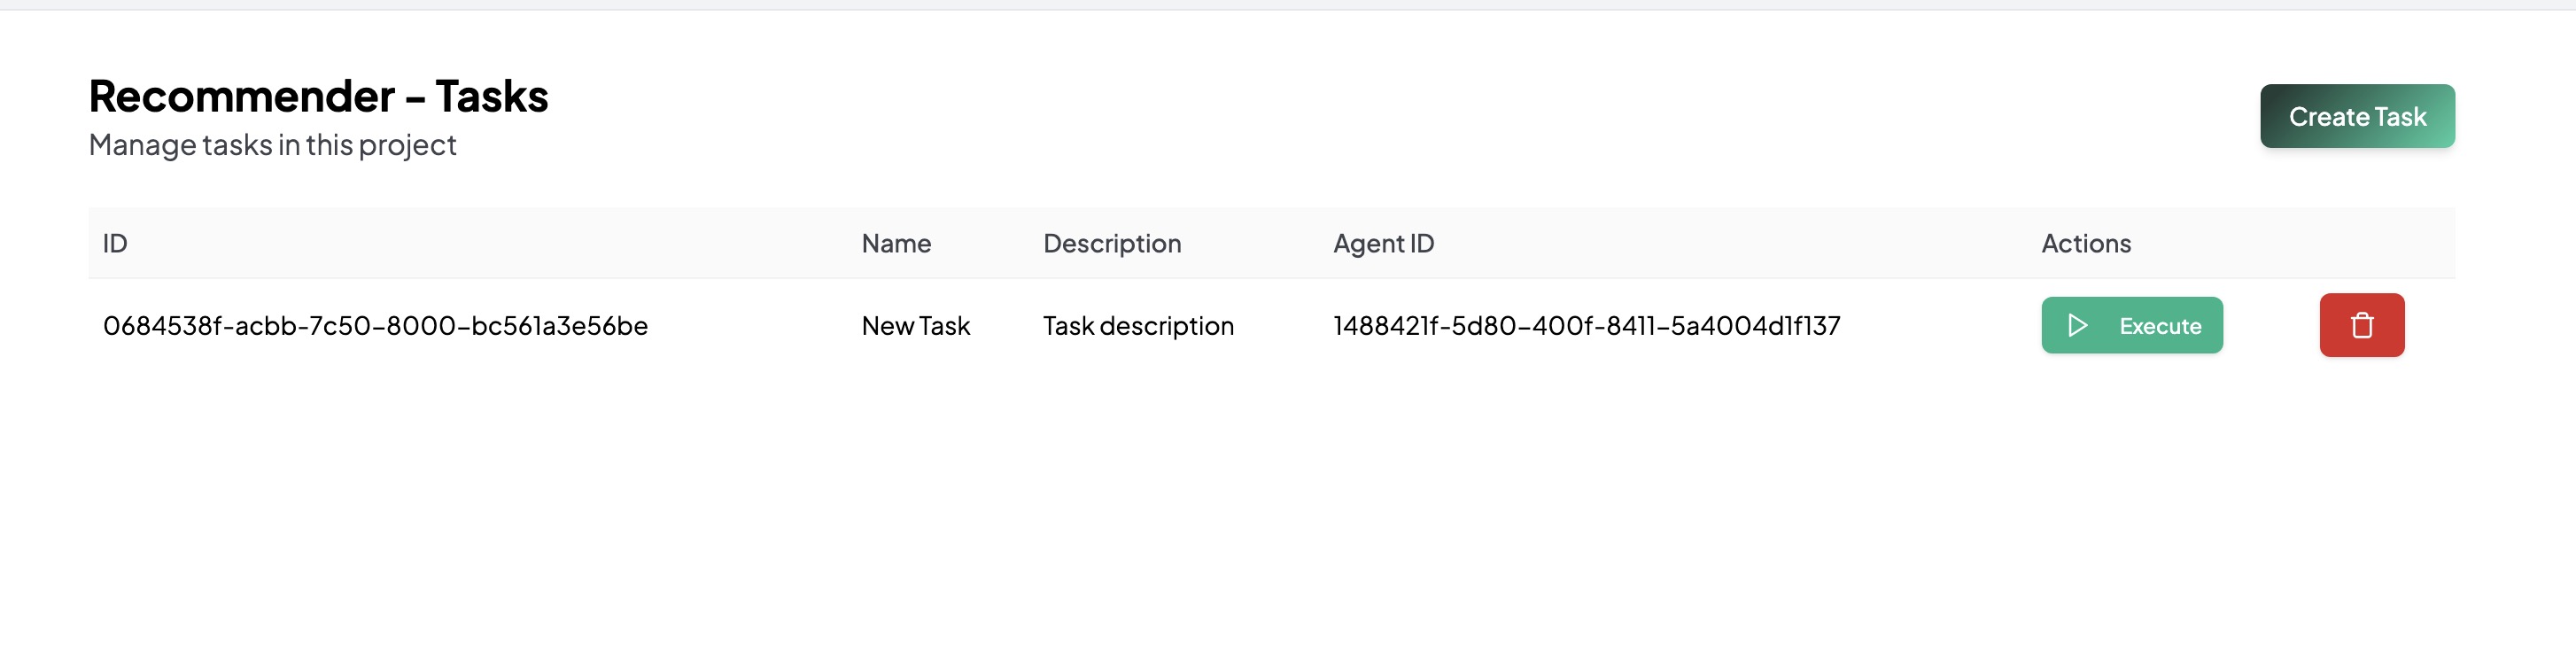 Recommender - Tasks
Manage tasks in this project
Create Task
ID Name Description Agent ID Actions
0684538f-acbb-7c50-8000-bc561a3e56be New Task Task description 1488421f-5d80-400f-8411-5a4004d1f137 Execute